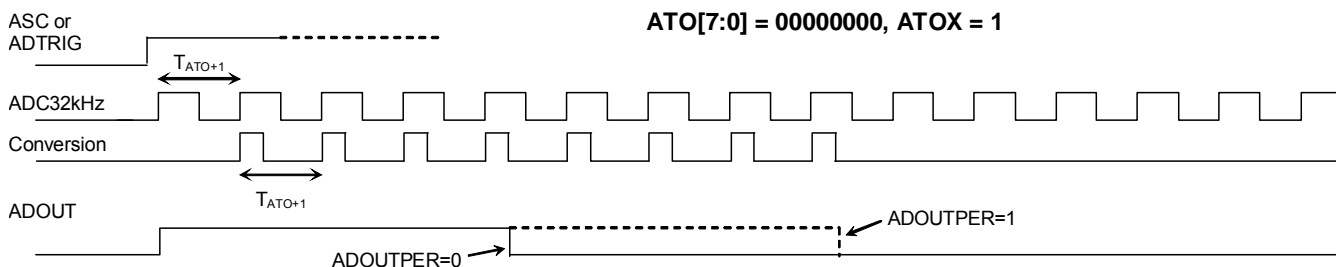 ASC or
ADTRIG
ATO[7:0] = 00000000, ATOX = 1
TATO+1
ADC32kHz
Conversion
TATO+1
ADOUT
ADOUTPER=1
ADOUTPER=0